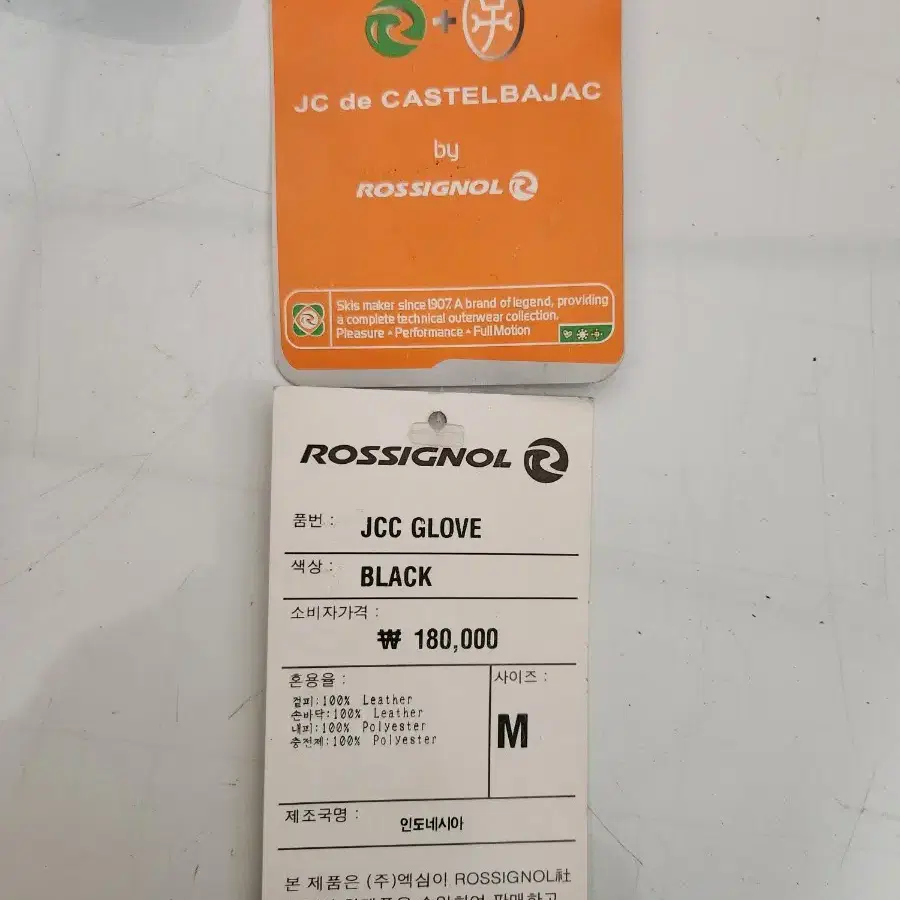 JC de CASTELBAJAC
by
ROSSIGNOL
Skis maker since 1907. A brand of legend, providing
a complete technical outerwear collection.
Pleasure - Performance - Full Motion
ROSSIGNOL
품번 : JCC GLOVE
색상 : BLACK
소비자가격 :
₩ 180,000
혼용율 :
겉피:100% Leather
손바닥:100% Leather
내피:100% Polyester
충전제:100% Polyester
사이즈 :
M
제조국명 : 인도네시아
본 제품은 (주)엑심이 ROSSIGNOL社